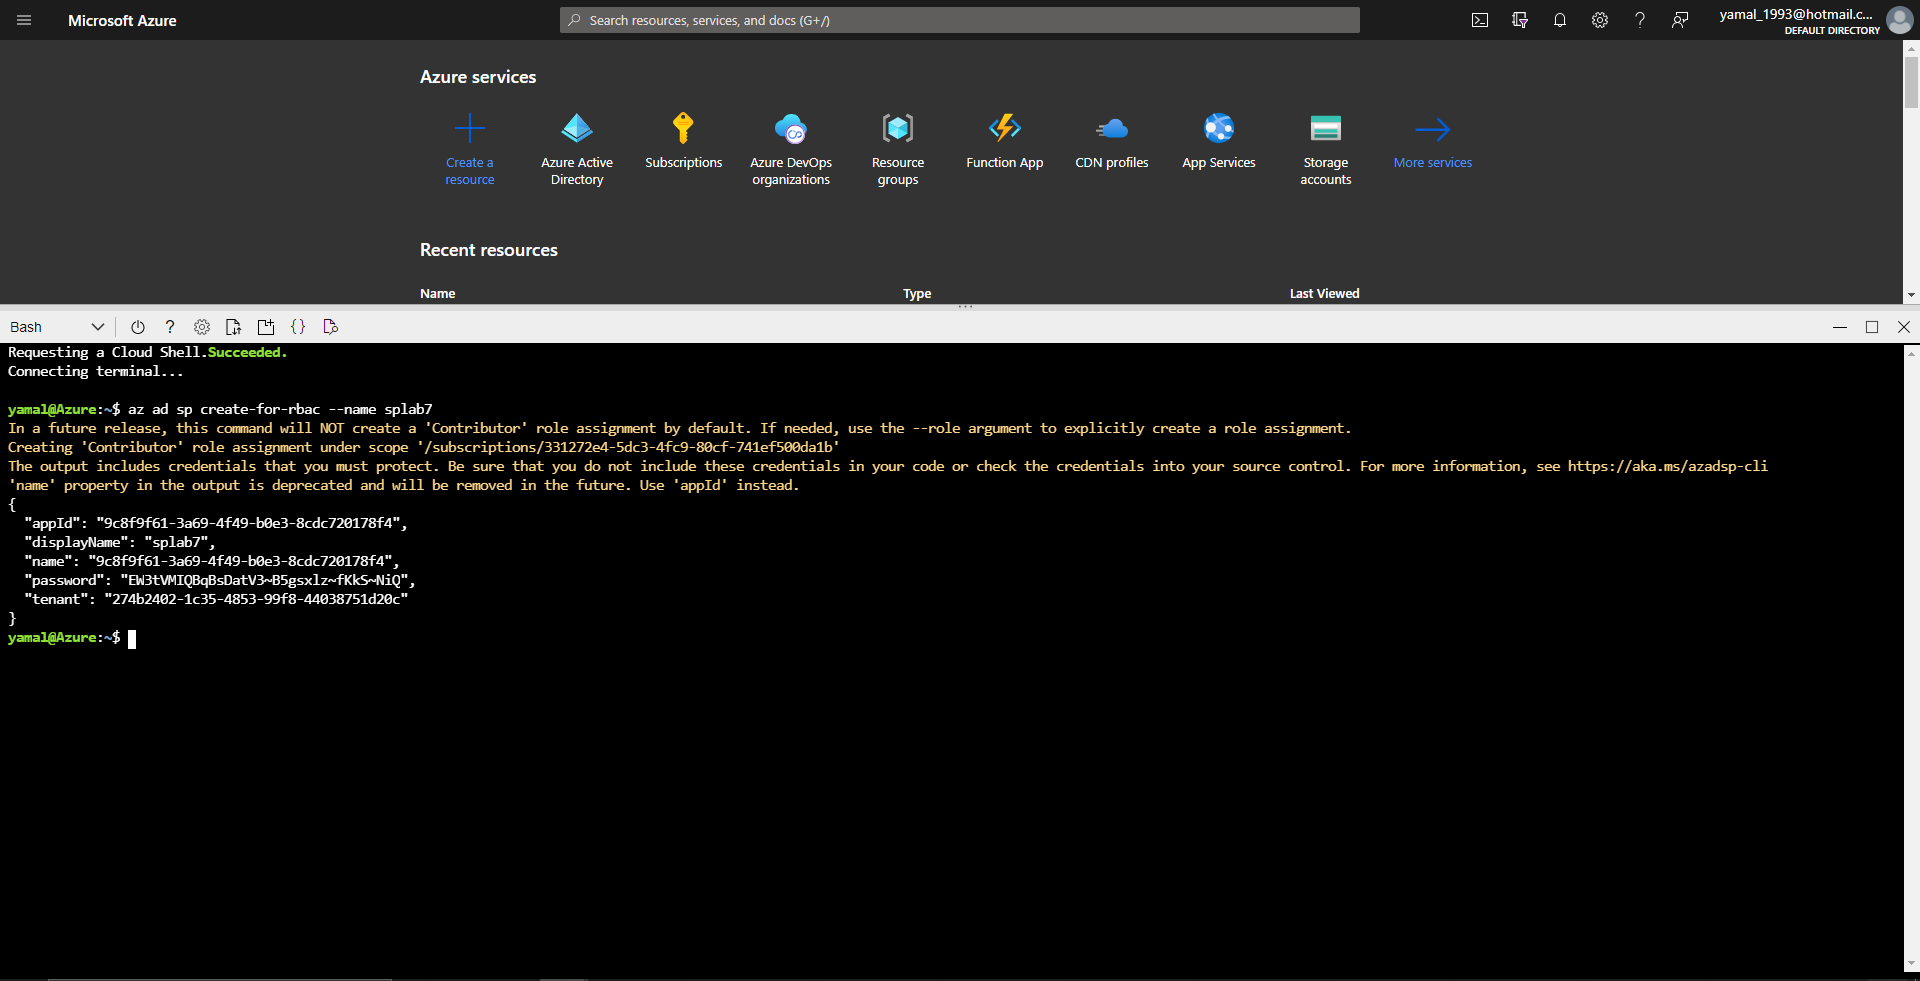 Microsoft Azure
Search resources, services, and docs (G+/)
yamal_1993@hotmail.c...
DEFAULT DIRECTORY
Azure services
Create a
resource
Azure Active
Directory
Subscriptions
Azure DevOps
organizations
Resource
groups
Function App
CDN profiles
App Services
Storage
accounts
More services
Recent resources
Name Type Last Viewed
Bash
Requesting a Cloud Shell.Succeeded.
Connecting terminal...
yamal@Azure:~$ az ad sp create-for-rbac --name splab7
In a future release, this command will NOT create a 'Contributor' role assignment by default. If needed, use the --role argument to explicitly create a role assignment.
Creating 'Contributor' role assignment under scope '/subscriptions/331272e4-5dc3-4fc9-80cf-741ef500da1b'
The output includes credentials that you must protect. Be sure that you do not include these credentials in your code or check the credentials into your source control. For more information, see https://aka.ms/azadsp-cli
'name' property in the output is deprecated and will be removed in the future. Use 'appId' instead.
{
"appId": "9c8f9f61-3a69-4f49-b0e3-8cdc720178f4",
"displayName": "splab7",
"name": "9c8f9f61-3a69-4f49-b0e3-8cdc720178f4",
"password": "EW3tVMIQBqBsDatV3~B5gsxlz~fKkS~NiQ",
"tenant": "274b2402-1c35-4853-99f8-44038751d20c"
}
yamal@Azure:~$